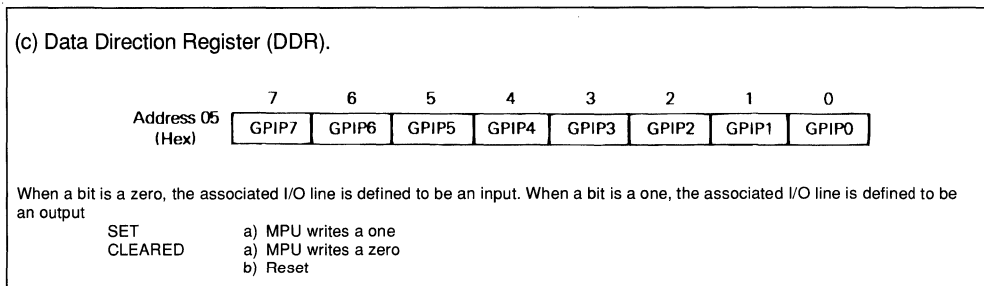 (c) Data Direction Register (DDR).
7 6 5 4 3 2 1 0
Address 05 (Hex) GPIP7 GPIP6 GPIP5 GPIP4 GPIP3 GPIP2 GPIP1 GPIP0
When a bit is a zero, the associated I/O line is defined to be an input. When a bit is a one, the associated I/O line is defined to be
an output
SET a) MPU writes a one
CLEARED a) MPU writes a zero
b) Reset